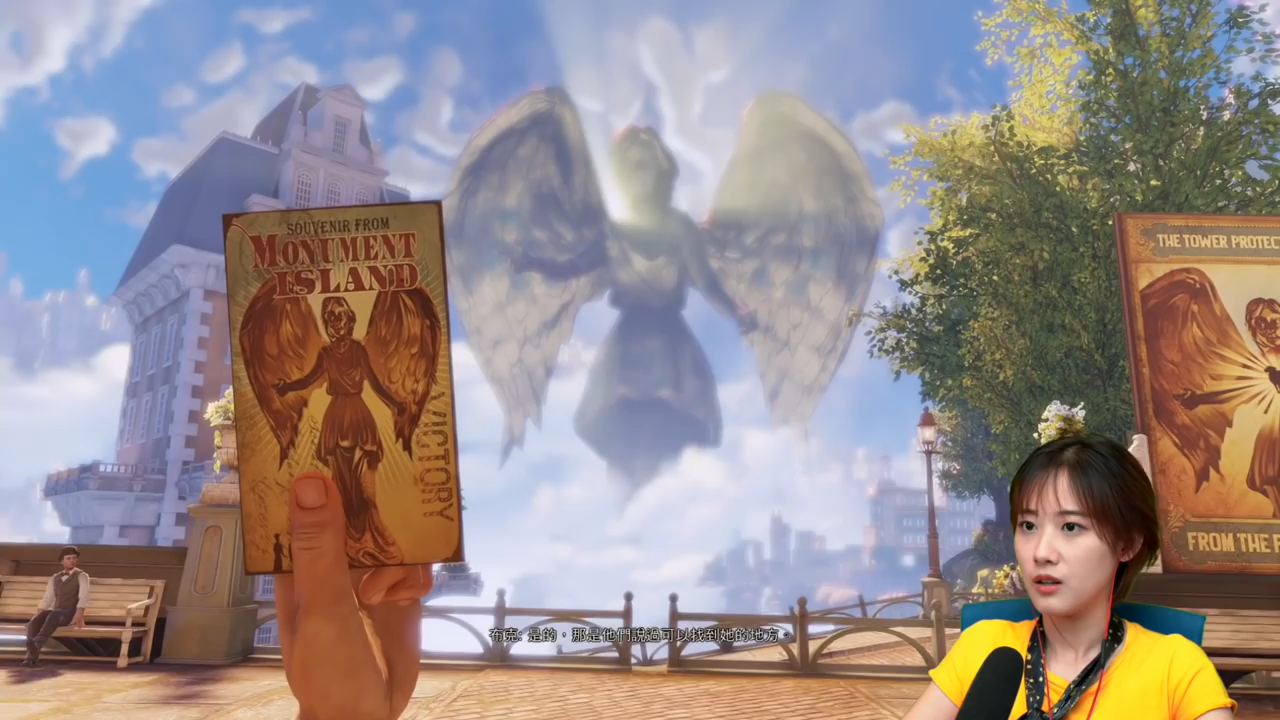 SOUVENIR FROM
MONUMENT
ISLAND
VICTORY
THE TOWER PROTEC
FROM THE F
布克: 是的，那是他們說過可以找到她的地方。